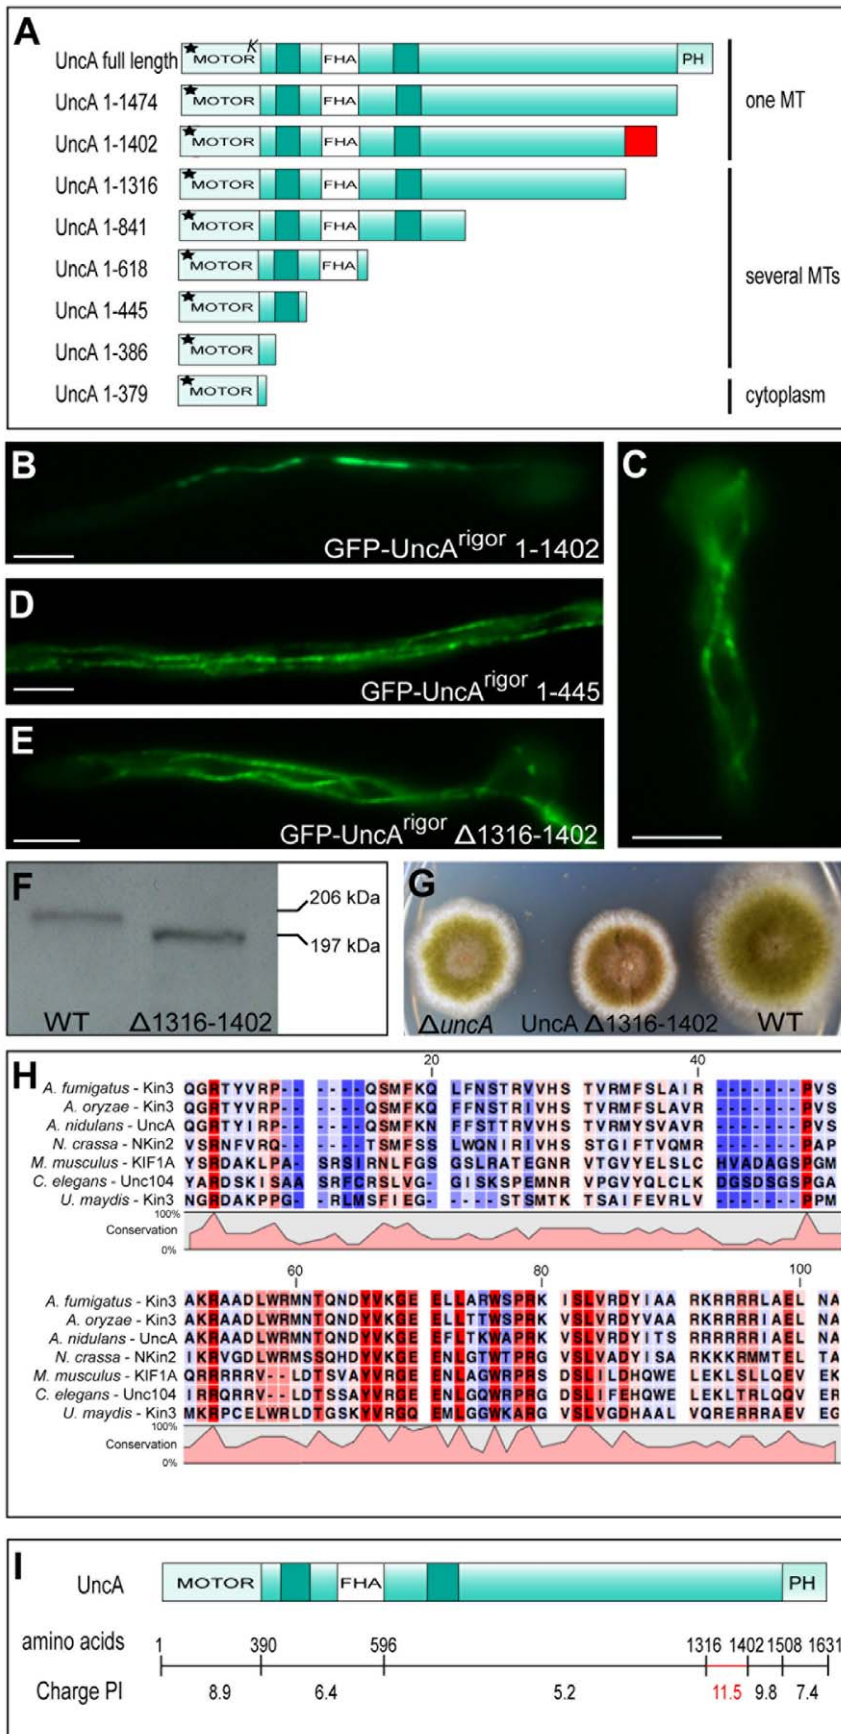 A
UncA full length MOTOR K FHA PH
UncA 1-1474 MOTOR FHA
one MT
UncA 1-1402 MOTOR FHA
UncA 1-1316 MOTOR FHA
UncA 1-841 MOTOR FHA
UncA 1-618 MOTOR FHA
several MTs
UncA 1-445 MOTOR
UncA 1-386 MOTOR
UncA 1-379 MOTOR
cytoplasm
B
GFP-UncA^rigor 1-1402
C
D
GFP-UncA^rigor 1-445
E
GFP-UncA^rigor Δ1316-1402
F
206 kDa
197 kDa
WT Δ1316-1402
G
ΔuncA UncA Δ1316-1402 WT
H
20 40
A. fumigatus - Kin3 QGRTYVRP-- ----QSMFKQ LFNSTRVVHS TVRMFSLAIR -------PVS
A. oryzae - Kin3 QGRTYVRP-- ----QSMFKQ FFNSTRIVHS TVRMFSLAIR -------PVS
A. nidulans - UncA QGRTYIRP-- ----QSMFKN FFSTTRVVHS TVRMYSVAVR -------PVS
N. crassa - NKin2 VSRNFVRQ-- ----TSMFSS LWQNIRIVHS STGIFTVQMR -------PAP
M. musculus - KIF1A YSRDAKLPA- SRSIRNLFGS GSLRATEGNR VTGVYELSLC HVADAGSPGM
C. elegans - Unc104 YARDSKISAA SRFCRSLVG- GISKSPEMNR VPGVYQLCLK DGSDSGSPGM
U. maydis - Kin3 NGRDAKPPG- -RLMSFIEG- ----STSMTK TSAIFEVRLV -------PPM
100%
Conservation
0%
60 80 100
A. fumigatus - Kin3 AKRAADLWRMNTQNDYVKGE ELLARWSPRK ISLVRDYIAA RKRRRRLAEL NA
A. oryzae - Kin3 AKRAADLWRMNTQNDYVKGE ELLTTWSPRK VSLVRDYVAA RRRRRRIAEL NA
A. nidulans - UncA AKRAADLWRMNTQNDYVKGE EFLTKWAPRK VSLVRDYITS RRRRRRIAEL NA
N. crassa - NKin2 IKRVGDLWRMSSQHDYVKGE ENLGTWTPRG VSLVADYISA RKKKRMMTEL TA
M. musculus - KIF1A QRRRRRV--LDTSVAYVRGE ENLAGWRPRG DSLILDHQWE LEKLSLLQEV EK
C. elegans - Unc104 IRRQRRV--LDTSSAYVRGE ENLGQWRPRS DSLIFEHQWE LEKLTRLQQV ER
U. maydis - Kin3 MKRPCELWRLDTGSKYVRGQ EMLGGWKARG VSLVGDHAAL VQRERRRAEV EG
100%
Conservation
0%
I
UncA MOTOR FHA PH
amino acids 1 390 596 1316 1402 1508 1631
Charge PI 8.9 6.4 5.2 11.5 9.8 7.4